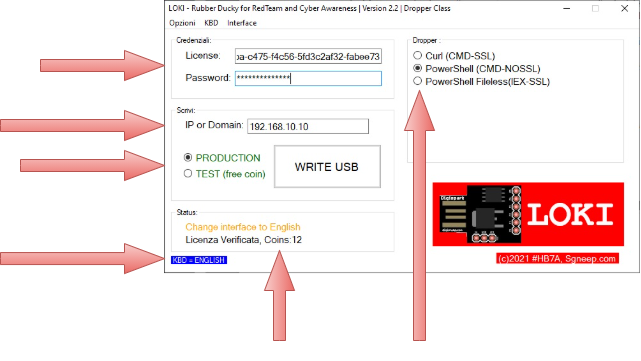 LOKI - Rubber Ducky for RedTeam and Cyber Awareness | Version 2.2 | Dropper Class
Opzioni KBD Interface
Credenziali:
License: oa-c475-f4c56-5fd3c2af32-fabee73
Password: **************
Scrivi:
IP or Domain: 192.168.10.10
PRODUCTION
TEST (free coin)
WRITE USB
Status:
Change interface to English
Licenza Verificata, Coins:12
KBD = ENGLISH
Dropper :
Curl (CMD-SSL)
PowerShell (CMD-NOSSL)
PowerShell Fileless(IEX-SSL)
Digispark
LOKI
(c)2021 #HB7A, Sgneep.com